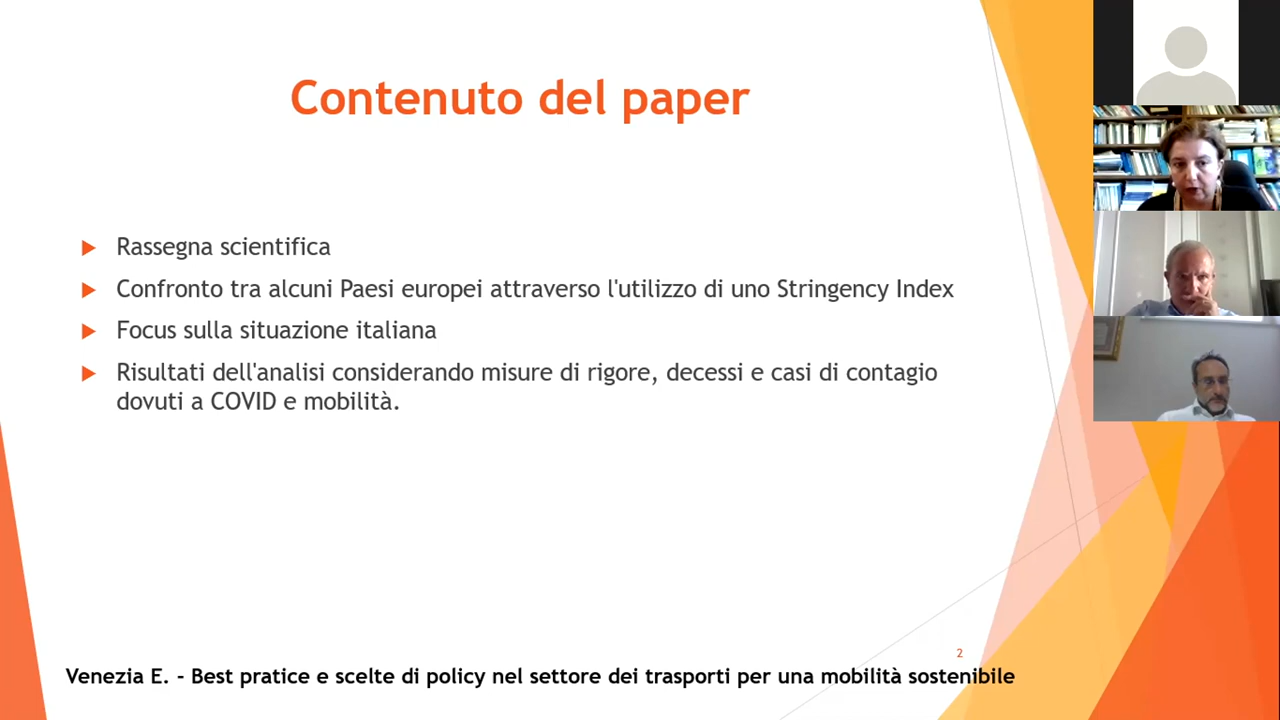 Contenuto del paper
Rassegna scientifica
Confronto tra alcuni Paesi europei attraverso l'utilizzo di uno Stringency Index
Focus sulla situazione italiana
Risultati dell'analisi considerando misure di rigore, decessi e casi di contagio
dovuti a COVID e mobilità.
2
Venezia E. - Best pratice e scelte di policy nel settore dei trasporti per una mobilità sostenibile